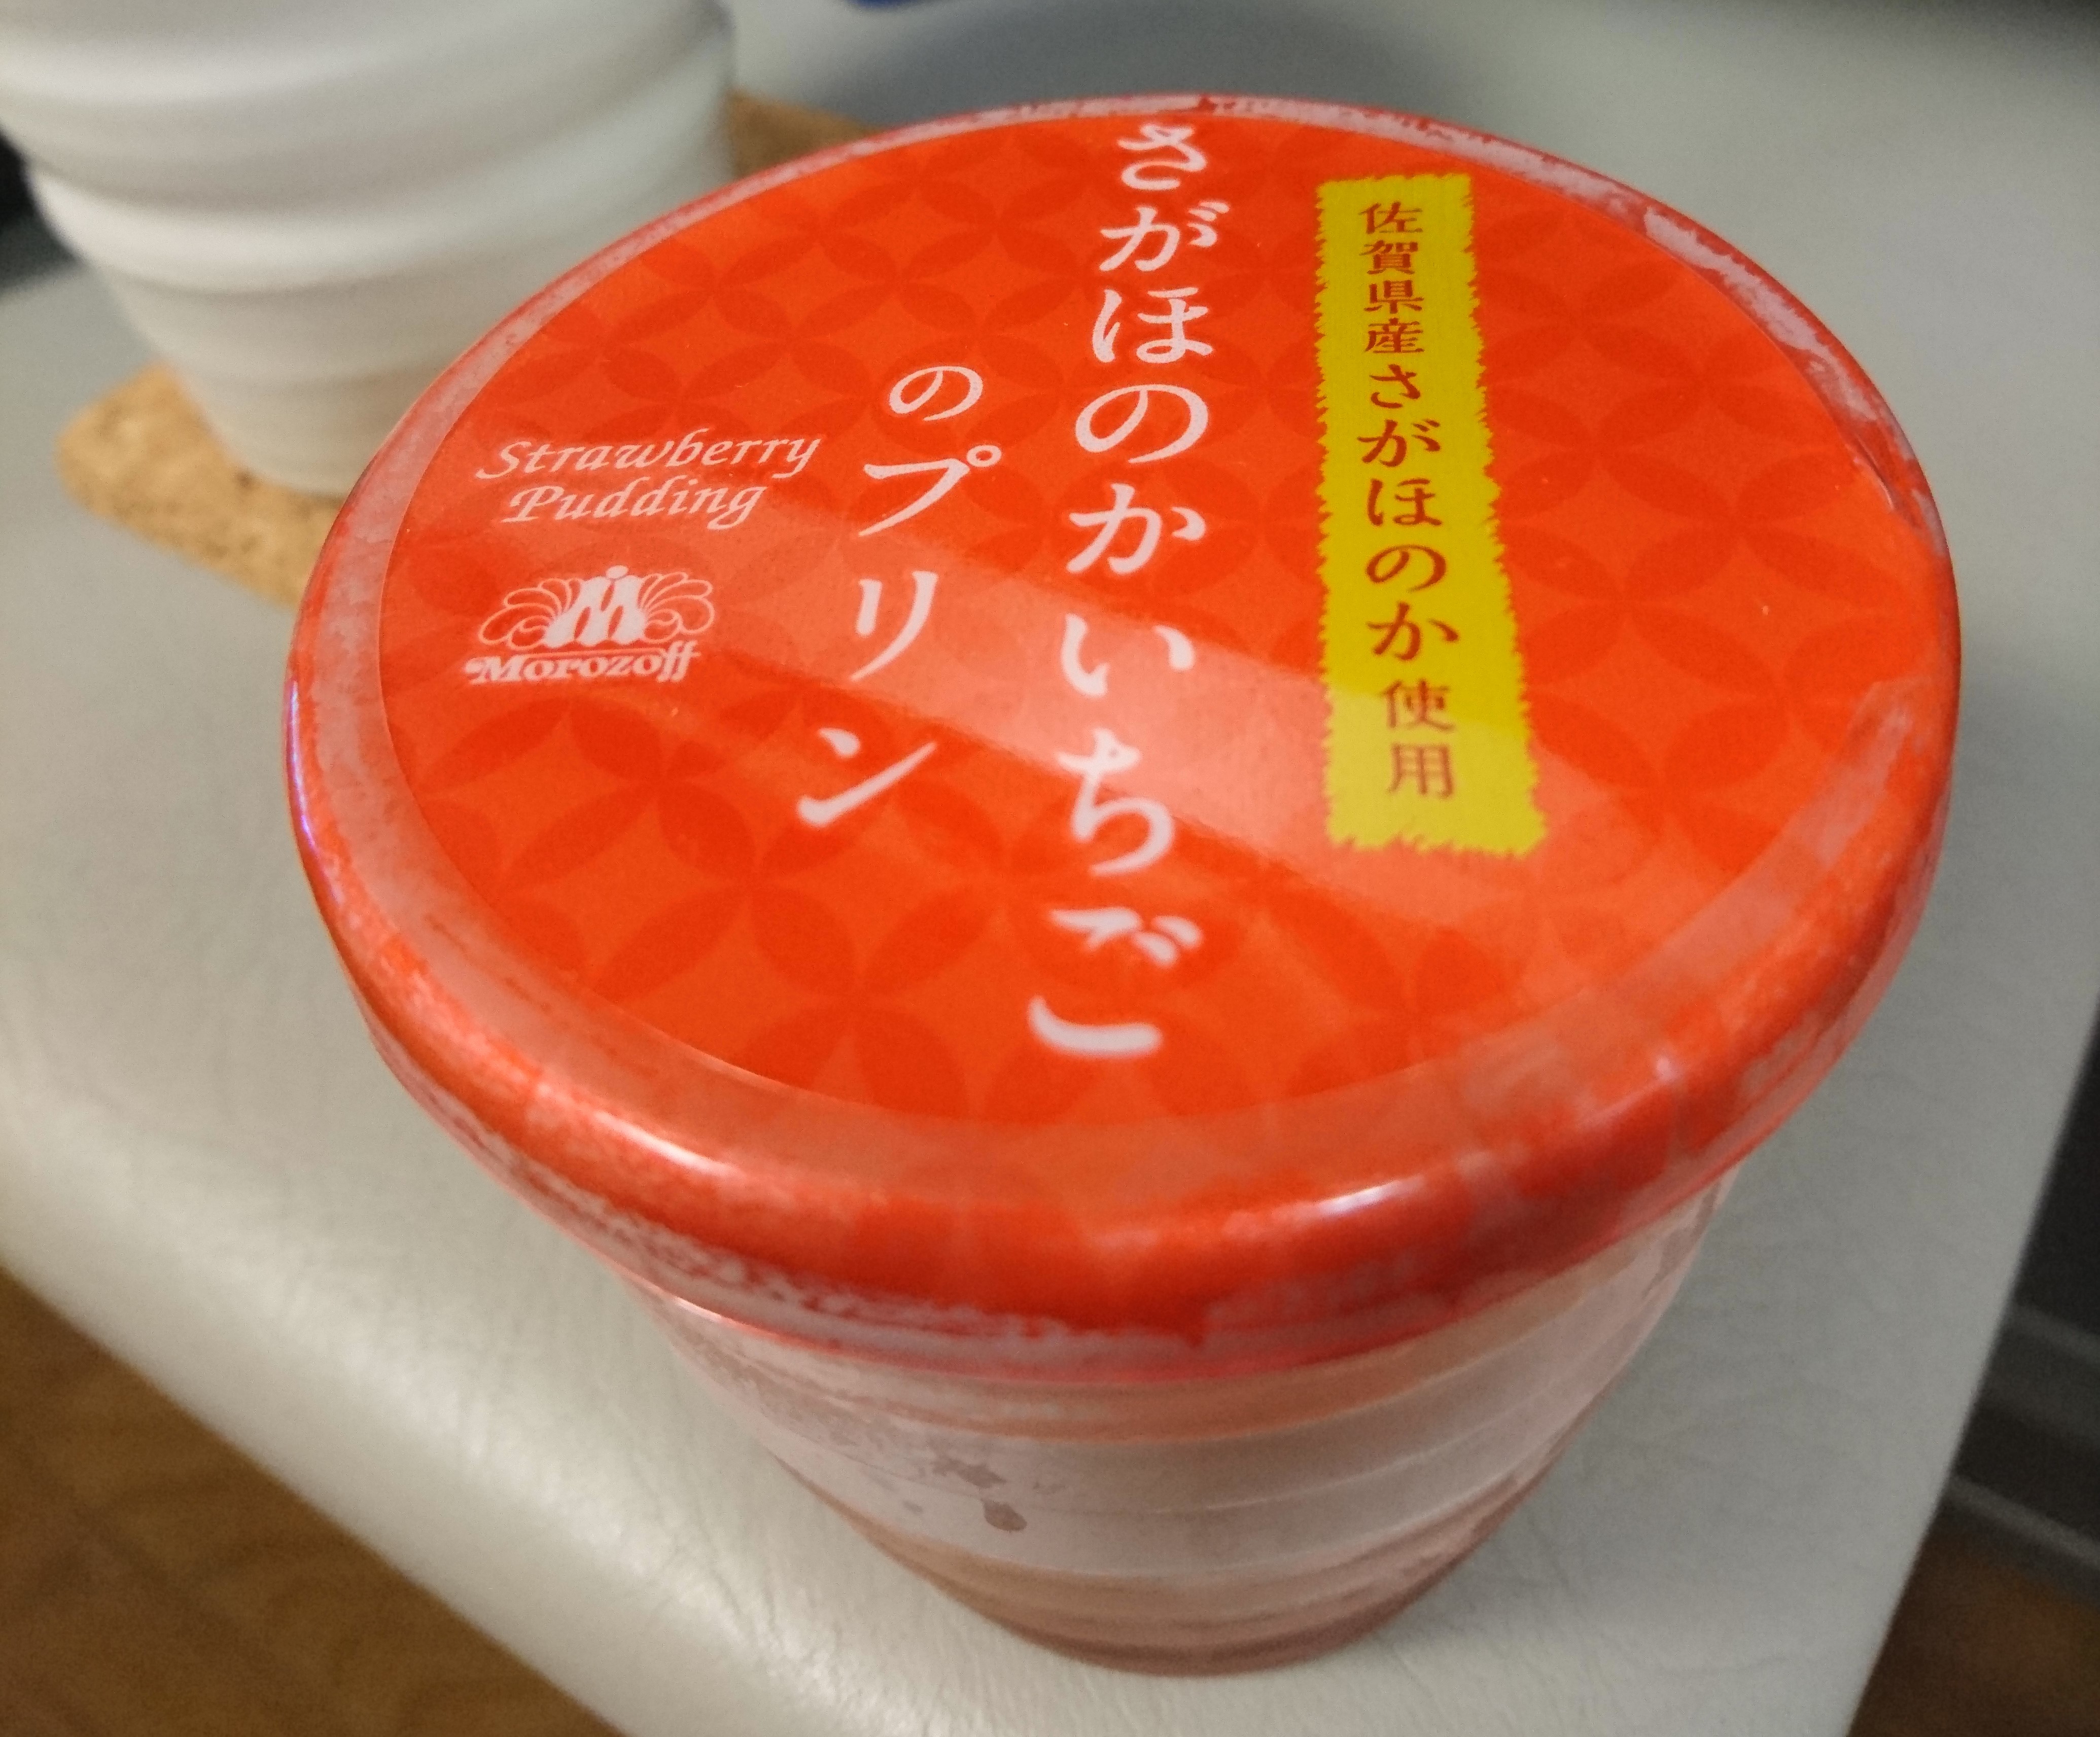 佐賀県産さがほのか使用
さがほのかいちご
のプリン
Strawberry
Pudding
Morozoff